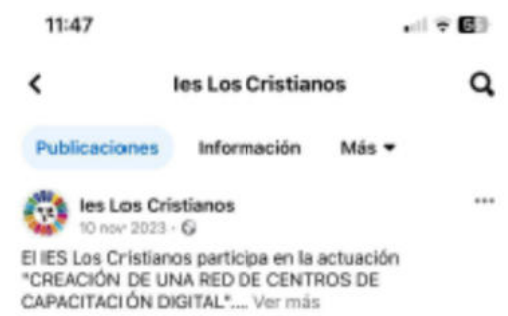 11:47
Ies Los Cristianos
Publicaciones Información Más
Ies Los Cristianos
10 nov 2023
El IES Los Cristianos participa en la actuación
"CREACIÓN DE UNA RED DE CENTROS DE
CAPACITACIÓN DIGITAL".... Ver más